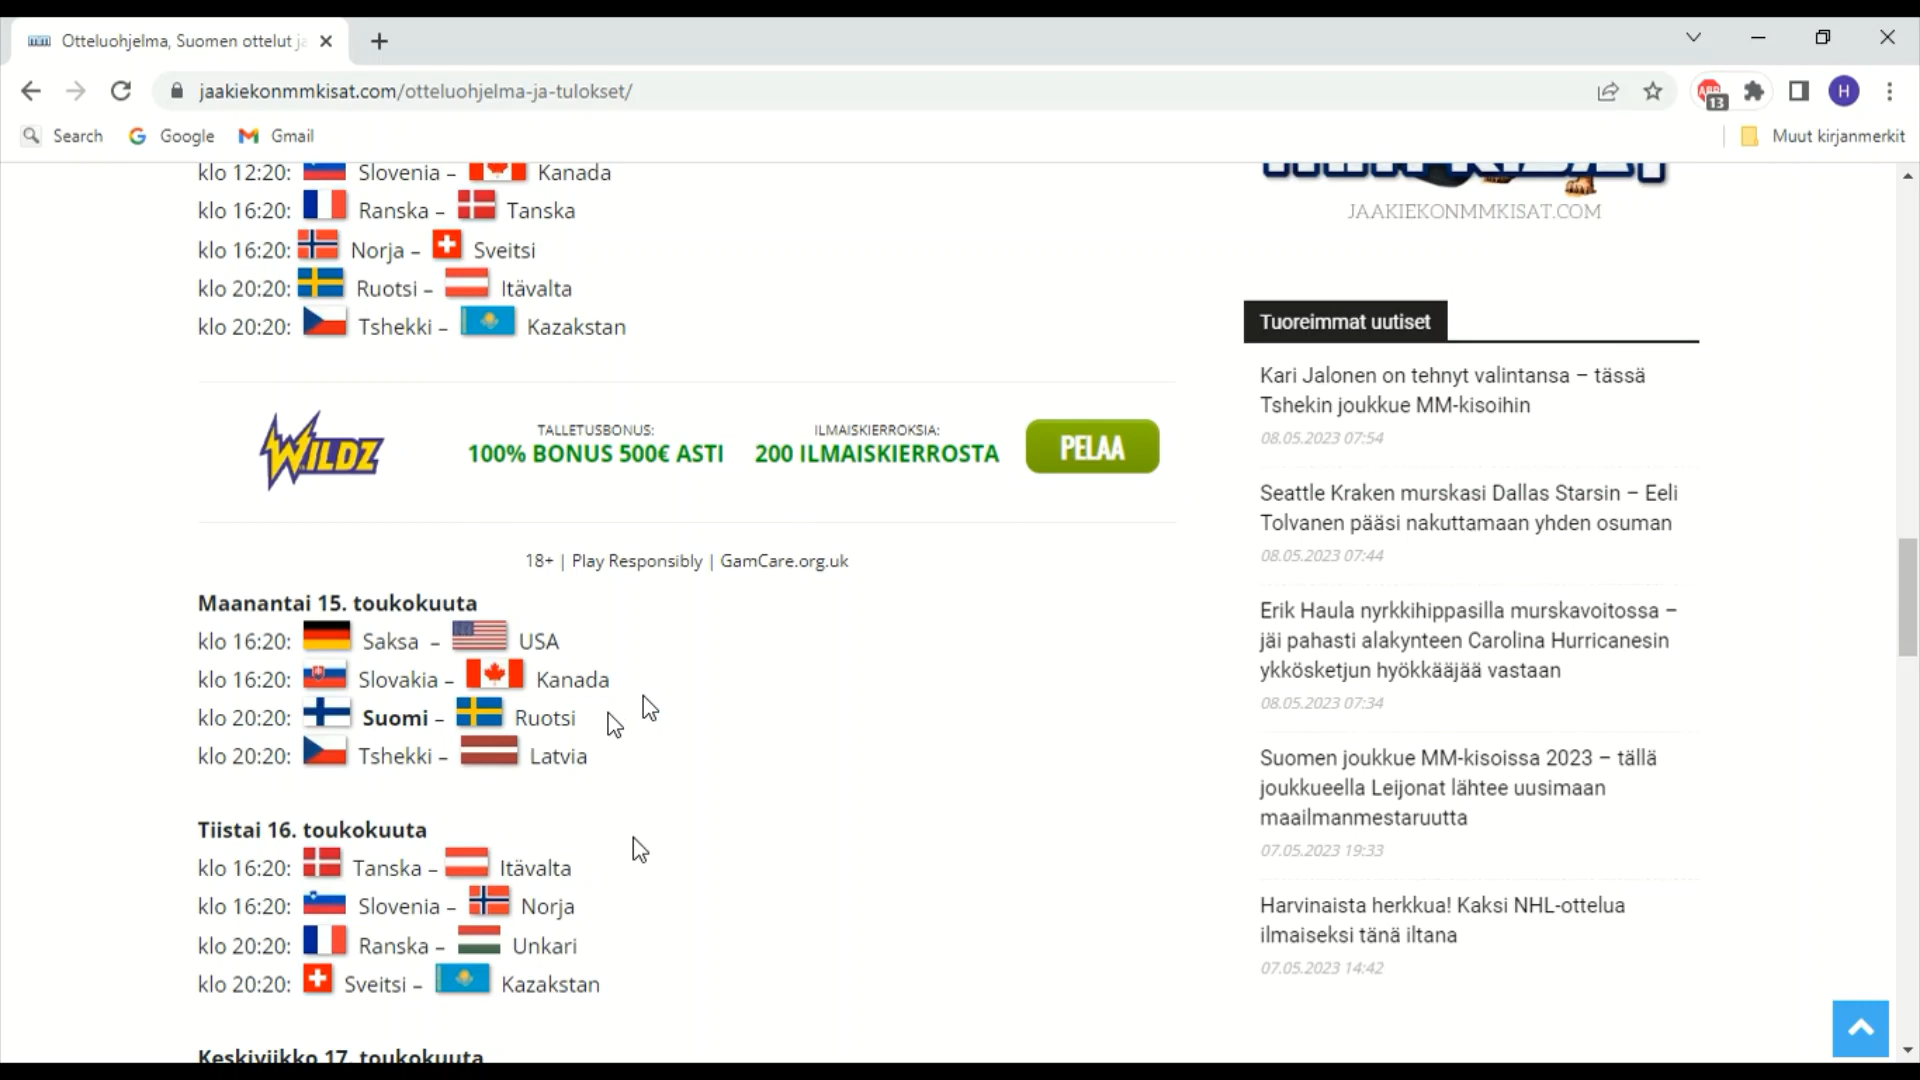 Otteluohjelma, Suomen ottelut ja
jaakiekonmmkisat.com/otteluohjelma-ja-tulokset/
ABP
13
H
Search
Google
Gmail
Muut kirjanmerkit
klo 12:20: Slovenia – Kanada
klo 16:20: Ranska – Tanska
klo 16:20: Norja – Sveitsi
klo 20:20: Ruotsi – Itävalta
klo 20:20: Tshekki – Kazakstan
WILDZ
TALLETUSBONUS:
100% BONUS 500€ ASTI
ILMAISKIERROKSIA:
200 ILMAISKIERROSTA
PELAA
18+ | Play Responsibly | GamCare.org.uk
Maanantai 15. toukokuuta
klo 16:20: Saksa – USA
klo 16:20: Slovakia – Kanada
klo 20:20: Suomi – Ruotsi
klo 20:20: Tshekki – Latvia
Tiistai 16. toukokuuta
klo 16:20: Tanska – Itävalta
klo 16:20: Slovenia – Norja
klo 20:20: Ranska – Unkari
klo 20:20: Sveitsi – Kazakstan
Keskiviikko 17. toukokuuta
JAAKIEKONMMKISAT.COM
Tuoreimmat uutiset
Kari Jalonen on tehnyt valintansa – tässä
Tshekin joukkue MM-kisoihin
08.05.2023 07:54
Seattle Kraken murskasi Dallas Starsin – Eeli
Tolvanen pääsi nakuttamaan yhden osuman
08.05.2023 07:44
Erik Haula nyrkkihippasilla murskavoitossa –
jäi pahasti alakynteen Carolina Hurricanesin
ykkösketjun hyökkääjää vastaan
08.05.2023 07:34
Suomen joukkue MM-kisoissa 2023 – tällä
joukkueella Leijonat lähtee uusimaan
maailmanmestaruutta
07.05.2023 19:33
Harvinaista herkkua! Kaksi NHL-ottelua
ilmaiseksi tänä iltana
07.05.2023 14:42